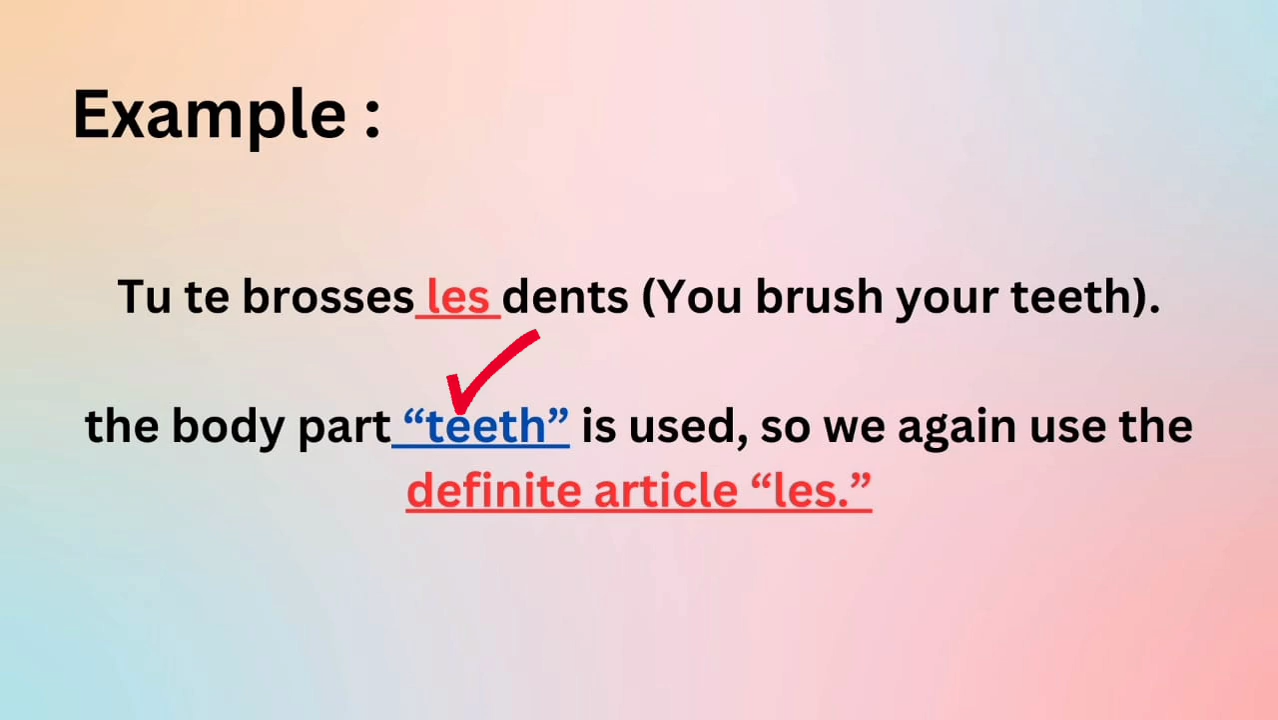 Example :
Tu te brosses les dents (You brush your teeth).
the body part “teeth” is used, so we again use the
definite article “les.”